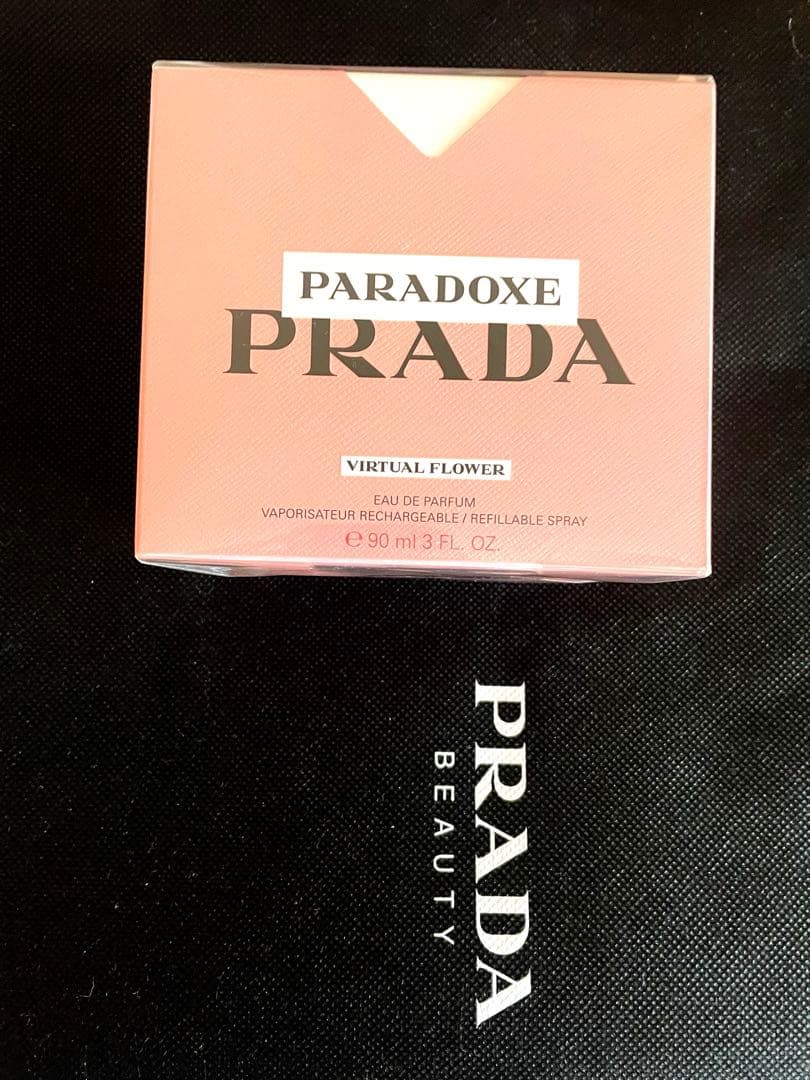 PARADOXE
PRADA
VIRTUAL FLOWER
EAU DE PARFUM
VAPORISATEUR RECHARGEABLE / REFILLABLE SPRAY
℮ 90 ml 3 FL. OZ.
PRADA
BEAUTY